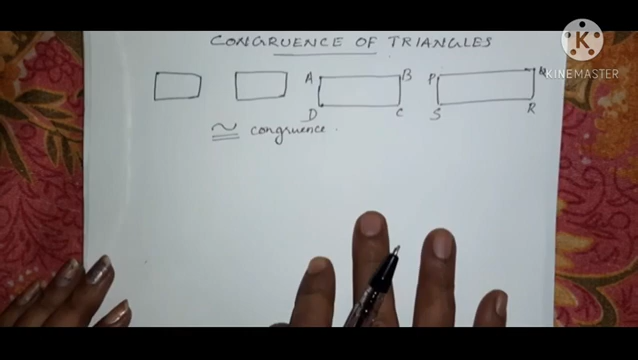 CONGRUENCE OF TRIANGLES
A B P Q
D C S R
≅ congruence.
K
KINEMASTER